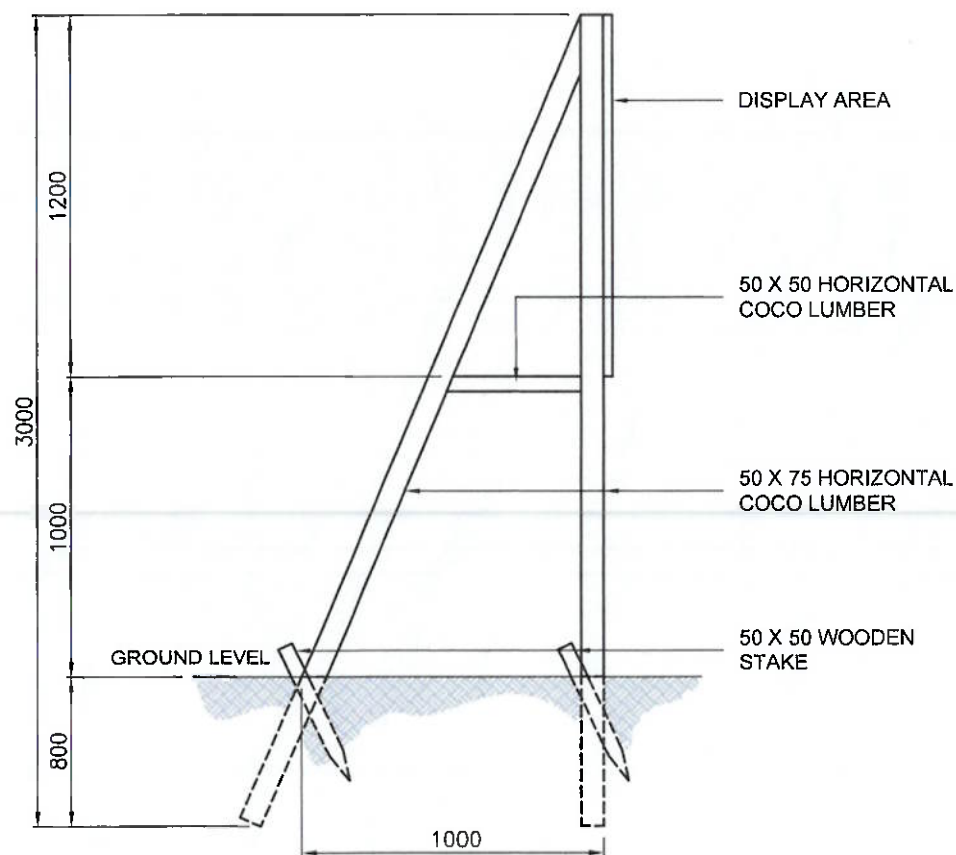 DISPLAY AREA
1200
50 X 50 HORIZONTAL
COCO LUMBER
3000
50 X 75 HORIZONTAL
COCO LUMBER
1000
50 X 50 WOODEN
STAKE
GROUND LEVEL
800
1000